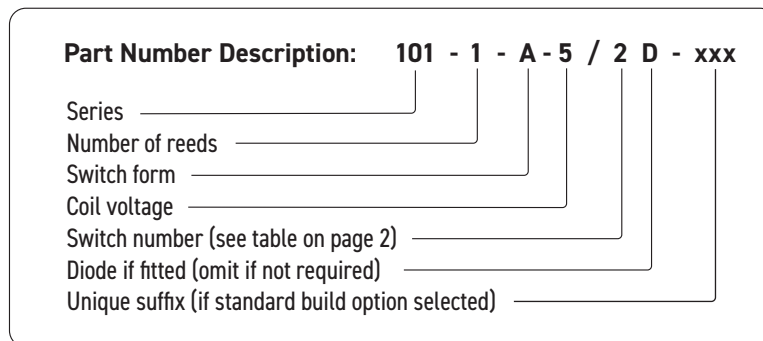 Part Number Description: 101 - 1 - A - 5 / 2 D - xxx
Series
Number of reeds
Switch form
Coil voltage
Switch number (see table on page 2)
Diode if fitted (omit if not required)
Unique suffix (if standard build option selected)